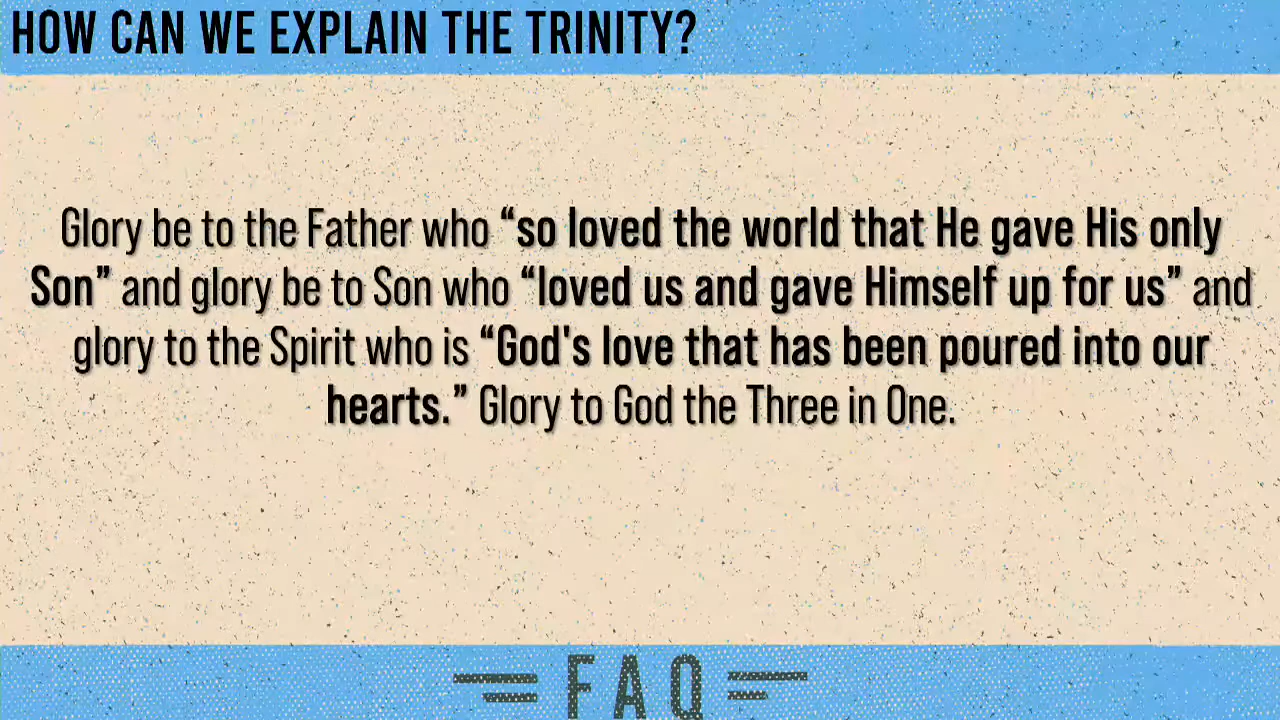 HOW CAN WE EXPLAIN THE TRINITY?
Glory be to the Father who “so loved the world that He gave His only
Son” and glory be to Son who “loved us and gave Himself up for us” and
glory to the Spirit who is “God's love that has been poured into our
hearts.” Glory to God the Three in One.
FAQ